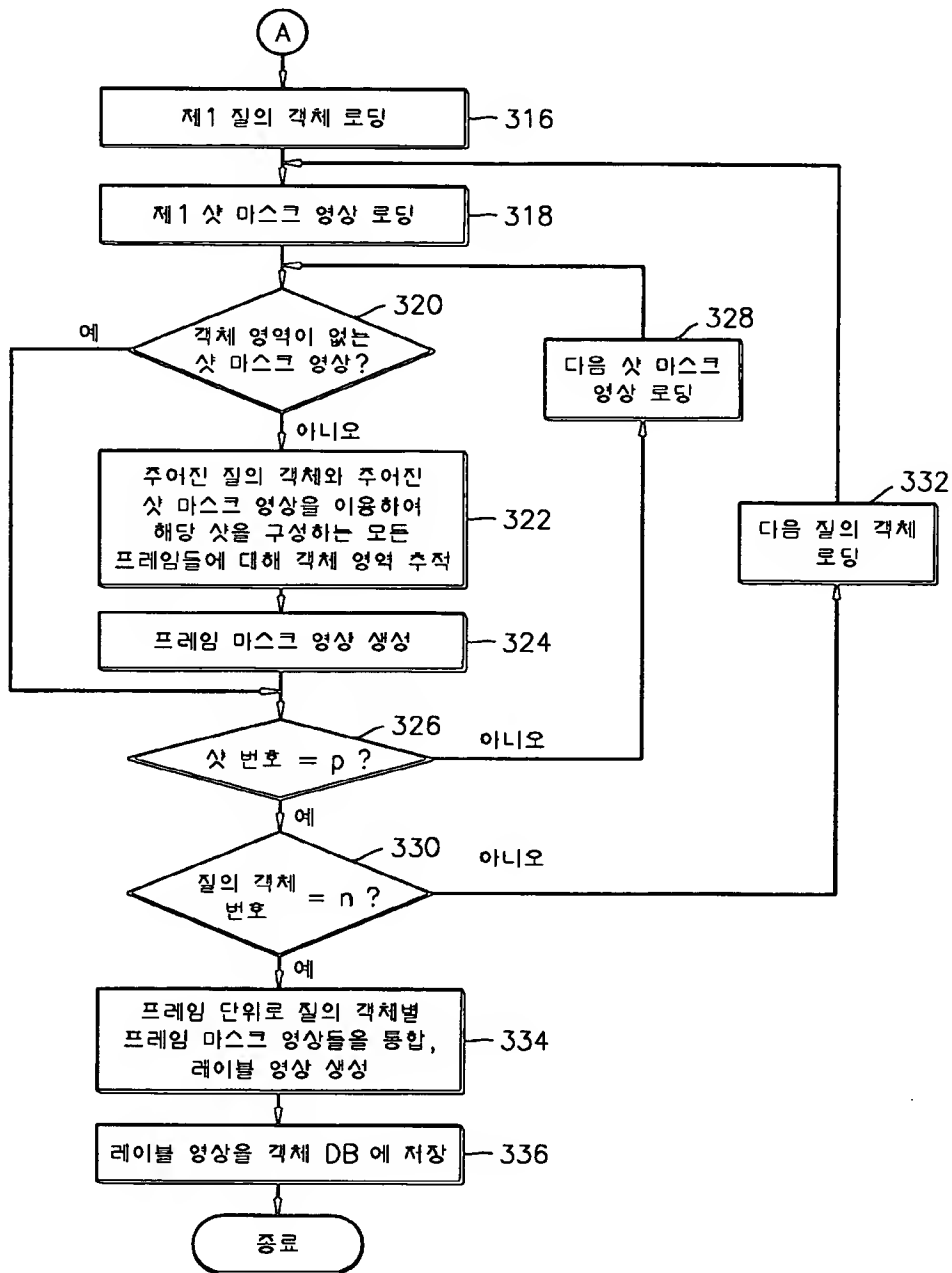 A
제1 질의 객체 로딩
316
제1 샷 마스크 영상 로딩
318
320
예
객체 영역이 없는
샷 마스크 영상?
328
다음 샷 마스크
영상 로딩
아니오
주어진 질의 객체와 주어진
샷 마스크 영상을 이용하여
해당 샷을 구성하는 모든
프레임들에 대해 객체 영역 추적
322
332
다음 질의 객체
로딩
프레임 마스크 영상 생성
324
326
샷 번호 = p ?
아니오
예
330
질의 객체
번호 = n ?
아니오
예
프레임 단위로 질의 객체별
프레임 마스크 영상들을 통합,
레이블 영상 생성
334
레이블 영상을 객체 DB 에 저장
336
종료